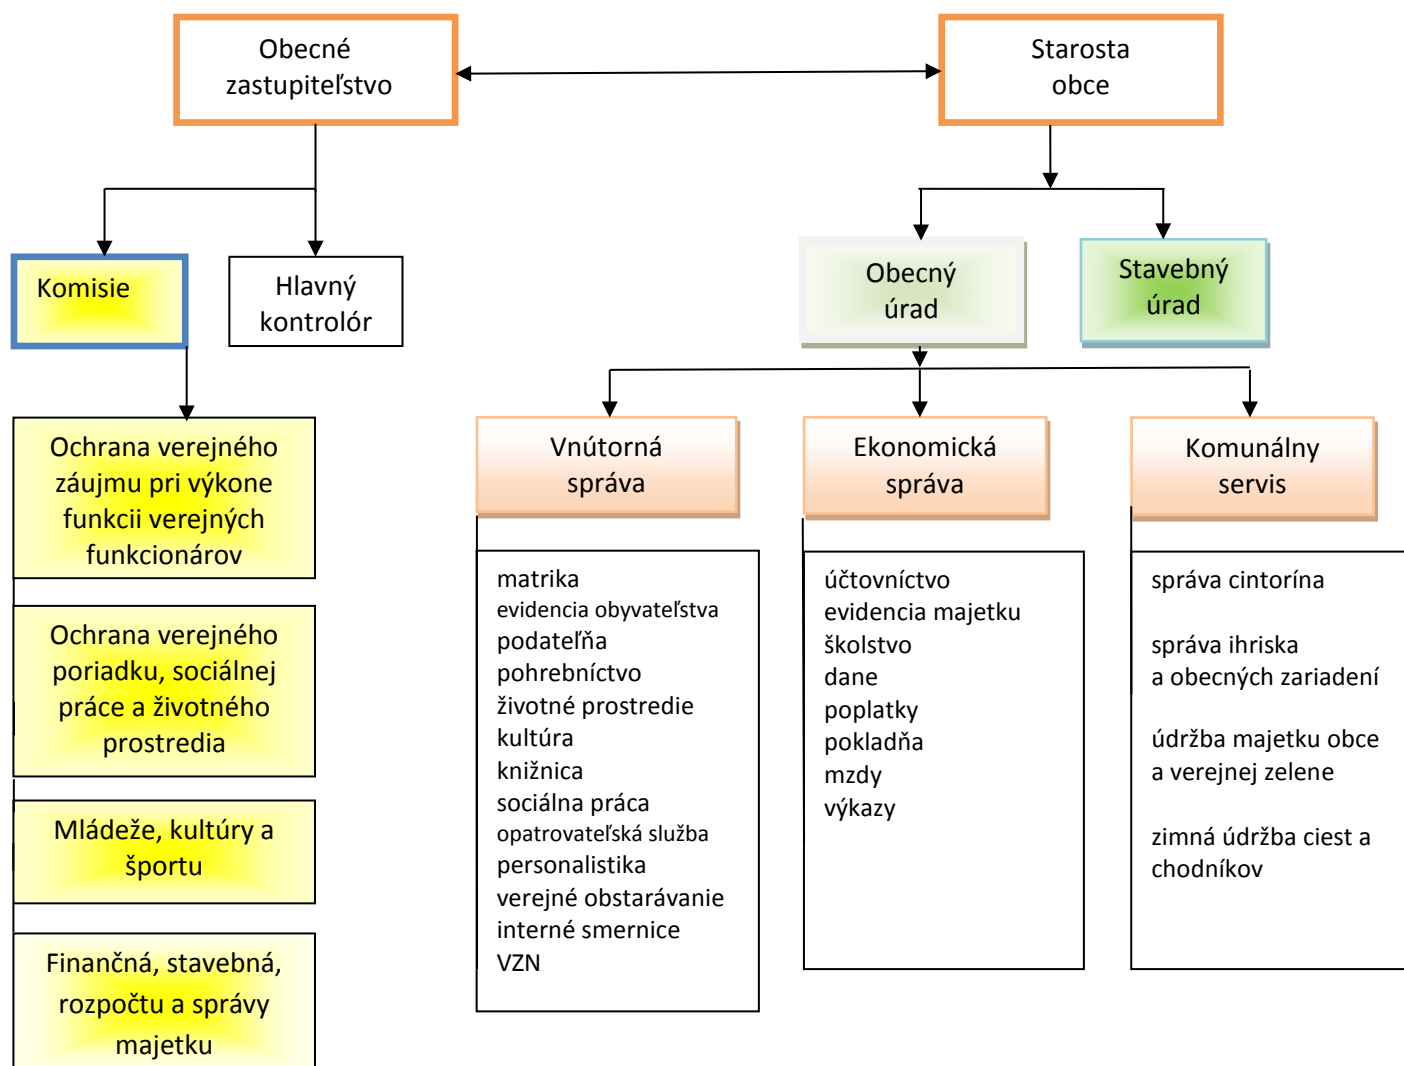 Obecné
zastupiteľstvo
Starosta
obce
Komisie
Hlavný
kontrolór
Obecný
úrad
Stavebný
úrad
Ochrana verejného
záujmu pri výkone
funkcii verejných
funkcionárov
Ochrana verejného
poriadku, sociálnej
práce a životného
prostredia
Mládeže, kultúry a
športu
Finančná, stavebná,
rozpočtu a správy
majetku
Vnútorná
správa
matrika
evidencia obyvateľstva
podateľňa
pohrebníctvo
životné prostredie
kultúra
knižnica
sociálna práca
opatrovateľská služba
personalistika
verejné obstarávanie
interné smernice
VZN
Ekonomická
správa
účtovníctvo
evidencia majetku
školstvo
dane
poplatky
pokladňa
mzdy
výkazy
Komunálny
servis
správa cintorína
správa ihriska
a obecných zariadení
údržba majetku obce
a verejnej zelene
zimná údržba ciest a
chodníkov